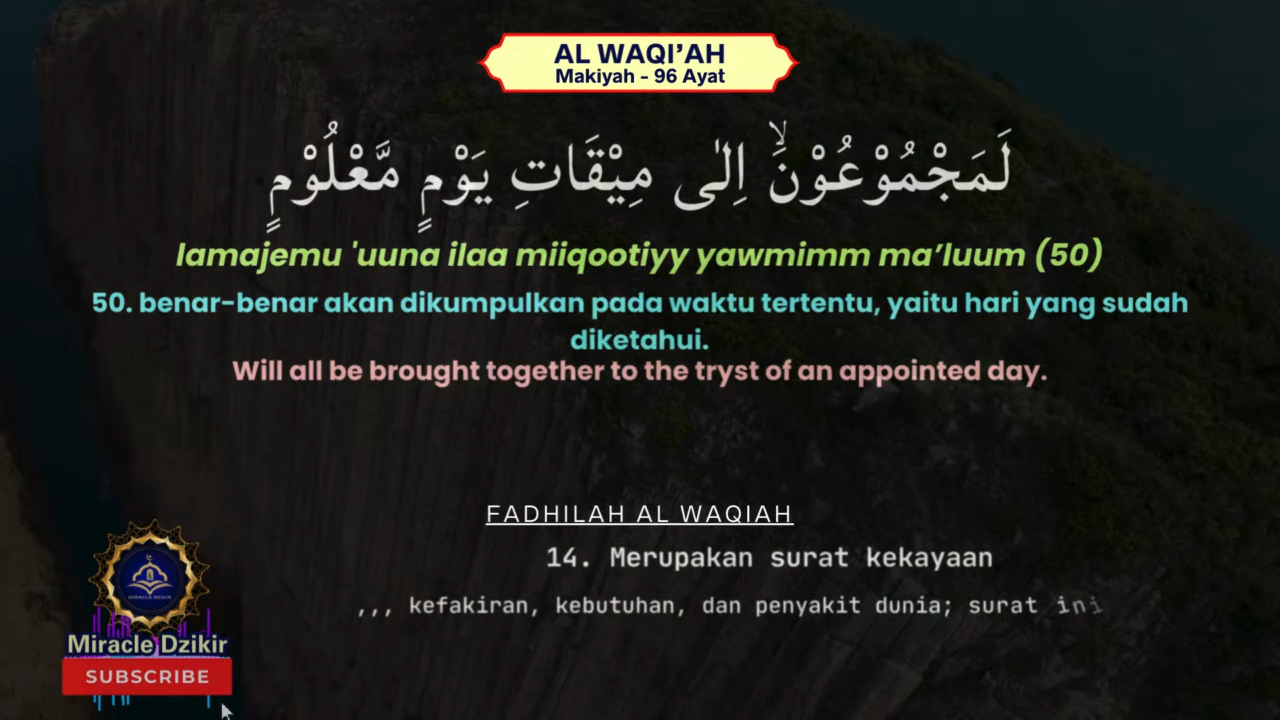 AL WAQI’AH
Makiyah - 96 Ayat
لَمَجْمُوْعُوْنَۙ اِلٰى مِيْقَاتِ يَوْمٍ مَّعْلُوْمٍ
lamajemu 'uuna ilaa miiqootiyy yawmimm ma’luum (50)
50. benar-benar akan dikumpulkan pada waktu tertentu, yaitu hari yang sudah
diketahui.
Will all be brought together to the tryst of an appointed day.
FADHILAH AL WAQIAH
14. Merupakan surat kekayaan
,,, kefakiran, kebutuhan, dan penyakit dunia; surat ini
MIRACLE DZIKIR
Miracle Dzikir
SUBSCRIBE